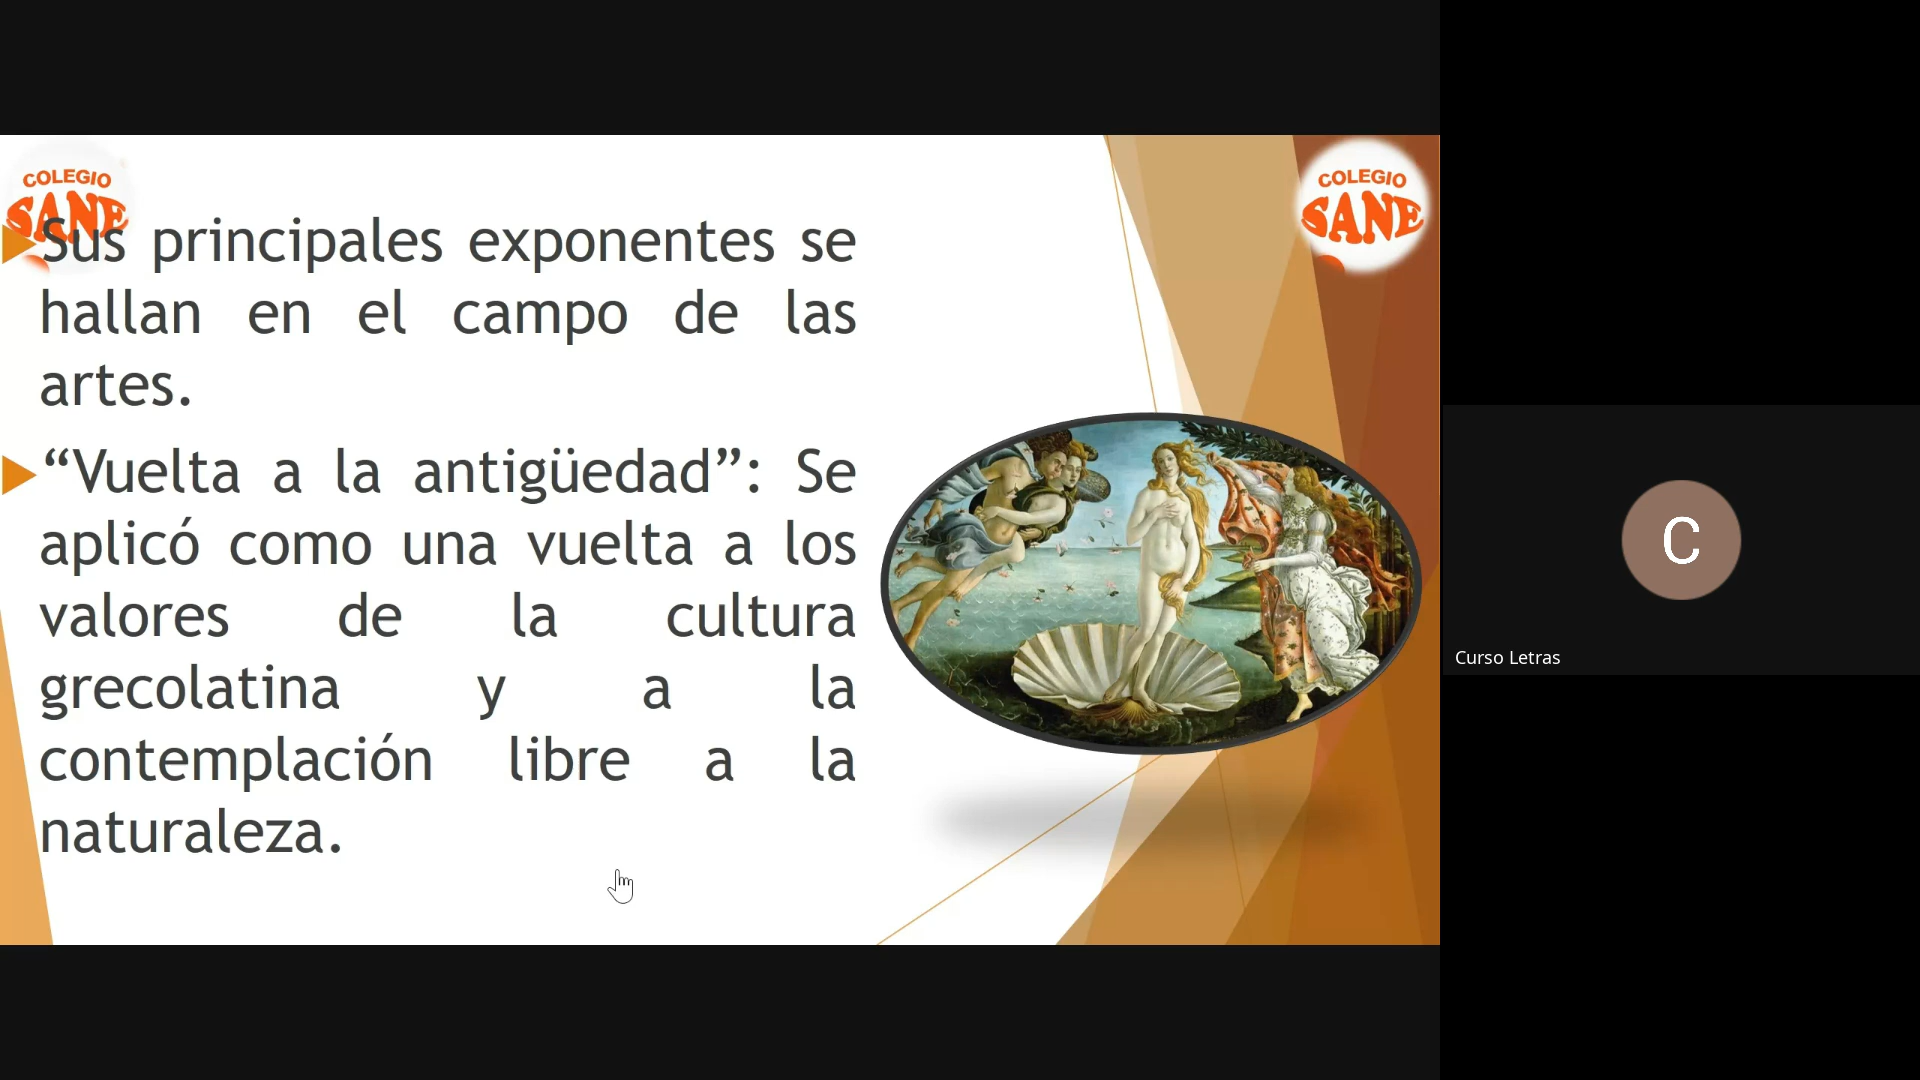 COLEGIO
SANE
COLEGIO
SANE
Sus principales exponentes se
hallan en el campo de las
artes.
“Vuelta a la antigüedad”: Se
aplicó como una vuelta a los
valores de la cultura
grecolatina y a la
contemplación libre a la
naturaleza.
C
Curso Letras